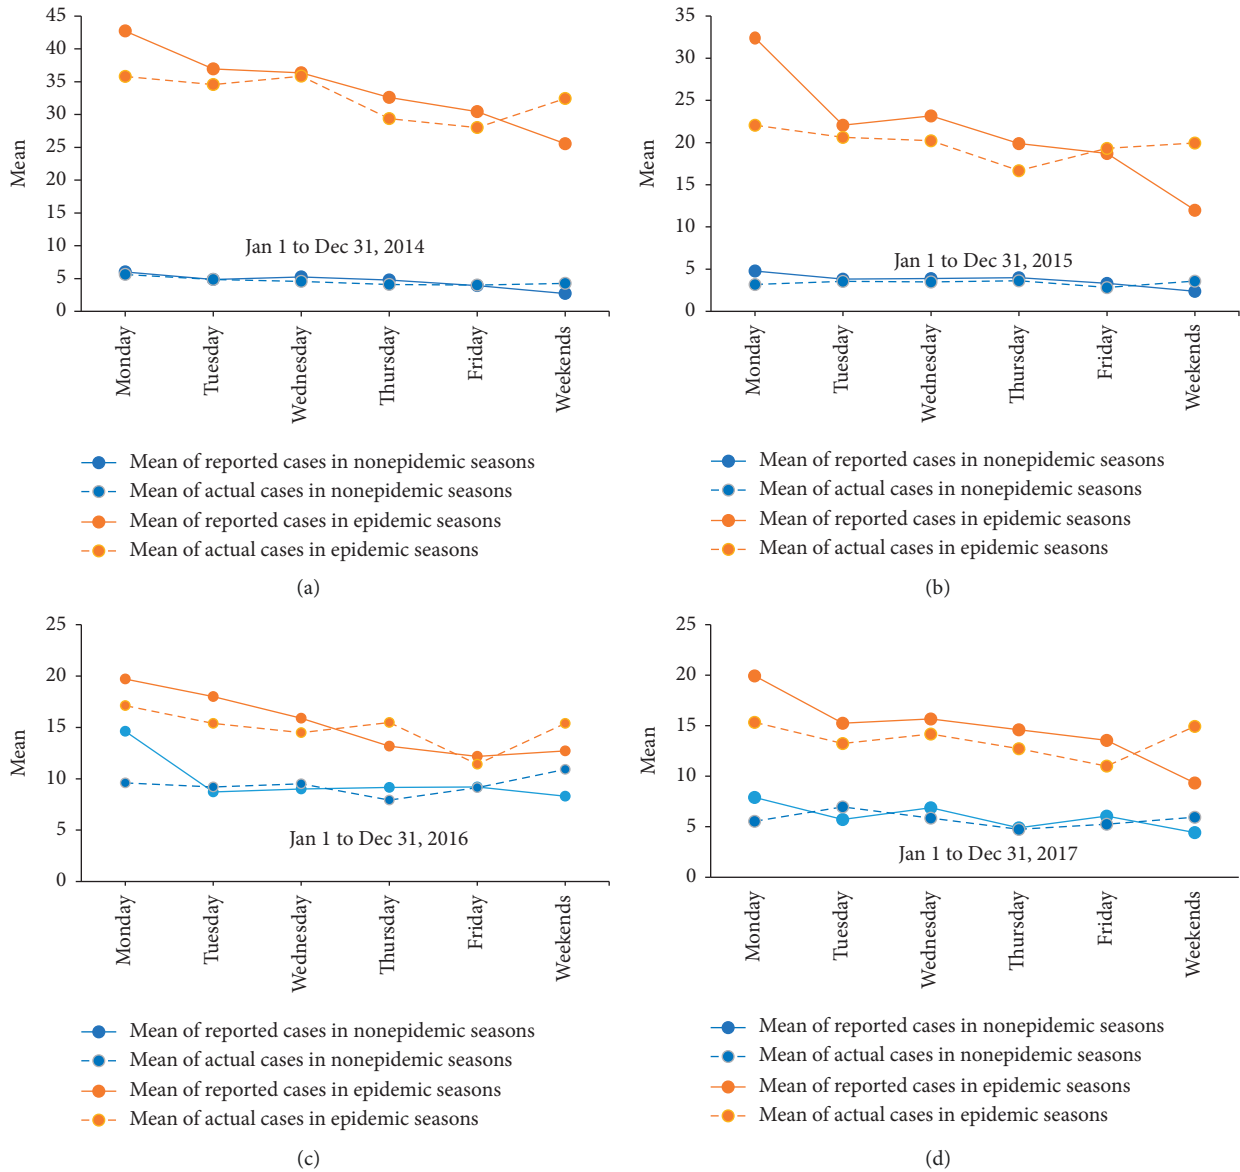 45
40
35
30
25
20
15
10
5
0
Mean
Jan 1 to Dec 31, 2014
Monday
Tuesday
Wednesday
Thursday
Friday
Weekends
Mean of reported cases in nonepidemic seasons
Mean of actual cases in nonepidemic seasons
Mean of reported cases in epidemic seasons
Mean of actual cases in epidemic seasons
(a)
35
30
25
20
15
10
5
0
Mean
Jan 1 to Dec 31, 2015
Monday
Tuesday
Wednesday
Thursday
Friday
Weekends
Mean of reported cases in nonepidemic seasons
Mean of actual cases in nonepidemic seasons
Mean of reported cases in epidemic seasons
Mean of actual cases in epidemic seasons
(b)
25
20
15
10
5
0
Mean
Jan 1 to Dec 31, 2016
Monday
Tuesday
Wednesday
Thursday
Friday
Weekends
Mean of reported cases in nonepidemic seasons
Mean of actual cases in nonepidemic seasons
Mean of reported cases in epidemic seasons
Mean of actual cases in epidemic seasons
(c)
25
20
15
10
5
0
Mean
Jan 1 to Dec 31, 2017
Monday
Tuesday
Wednesday
Thursday
Friday
Weekends
Mean of reported cases in nonepidemic seasons
Mean of actual cases in nonepidemic seasons
Mean of reported cases in epidemic seasons
Mean of actual cases in epidemic seasons
(d)